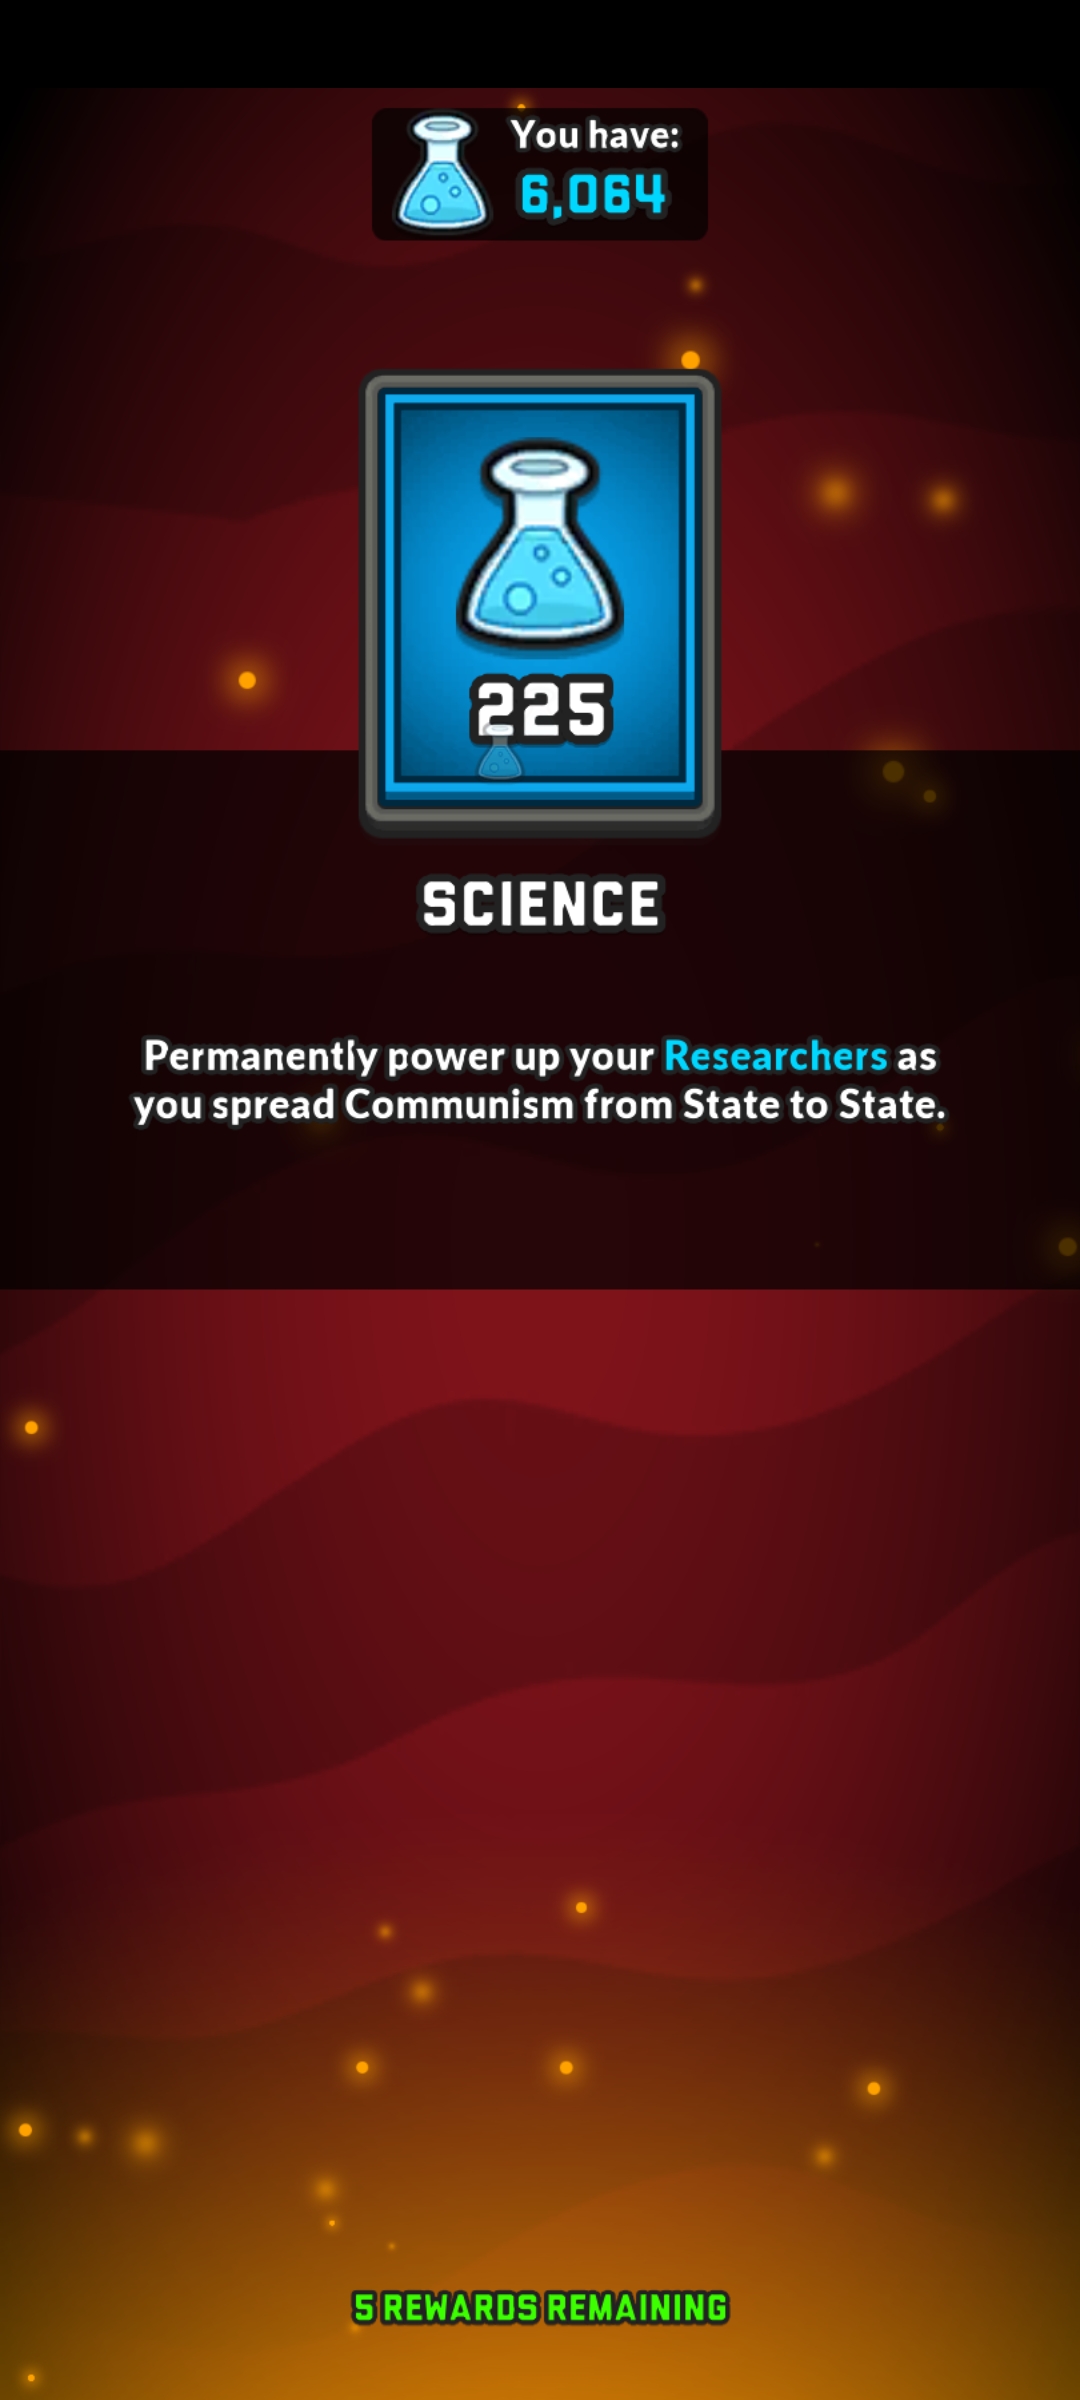 You have:
6,064
225
SCIENCE
Permanently power up your Researchers as
you spread Communism from State to State.
5 REWARDS REMAINING